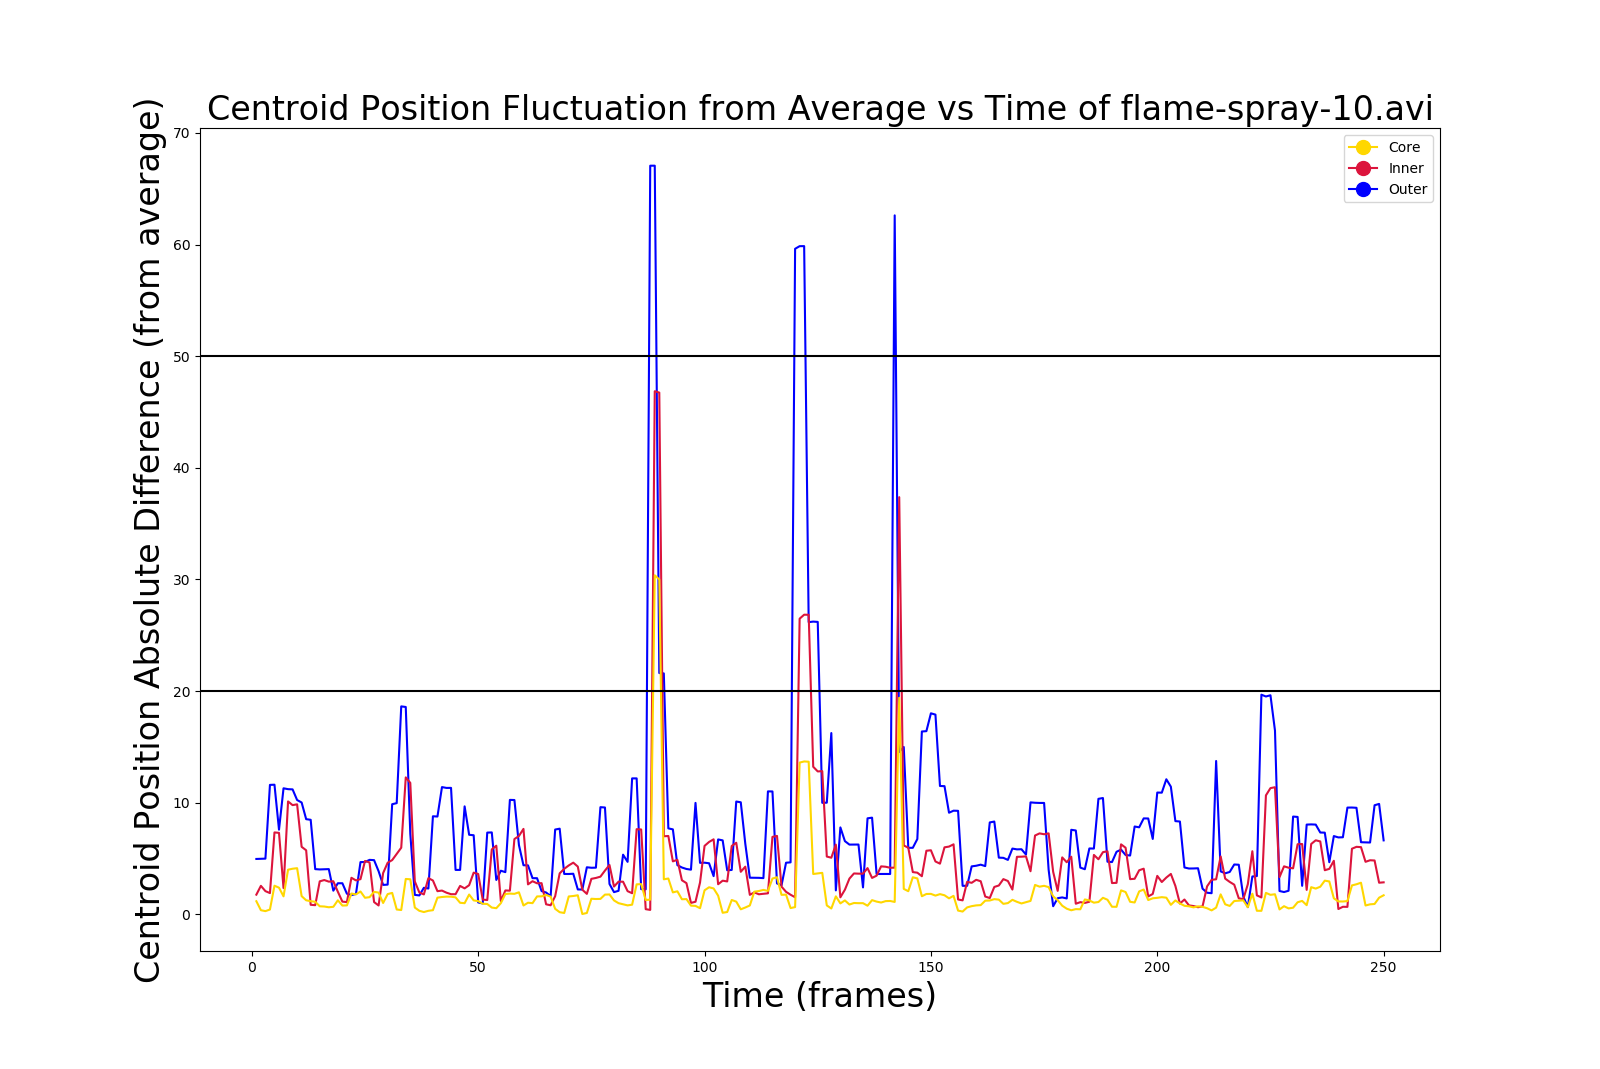 Centroid Position Fluctuation from Average vs Time of flame-spray-10.avi
Centroid Position Absolute Difference (from average)
70
60
50
40
30
20
10
0
Core
Inner
Outer
0 50 100 150 200 250
Time (frames)